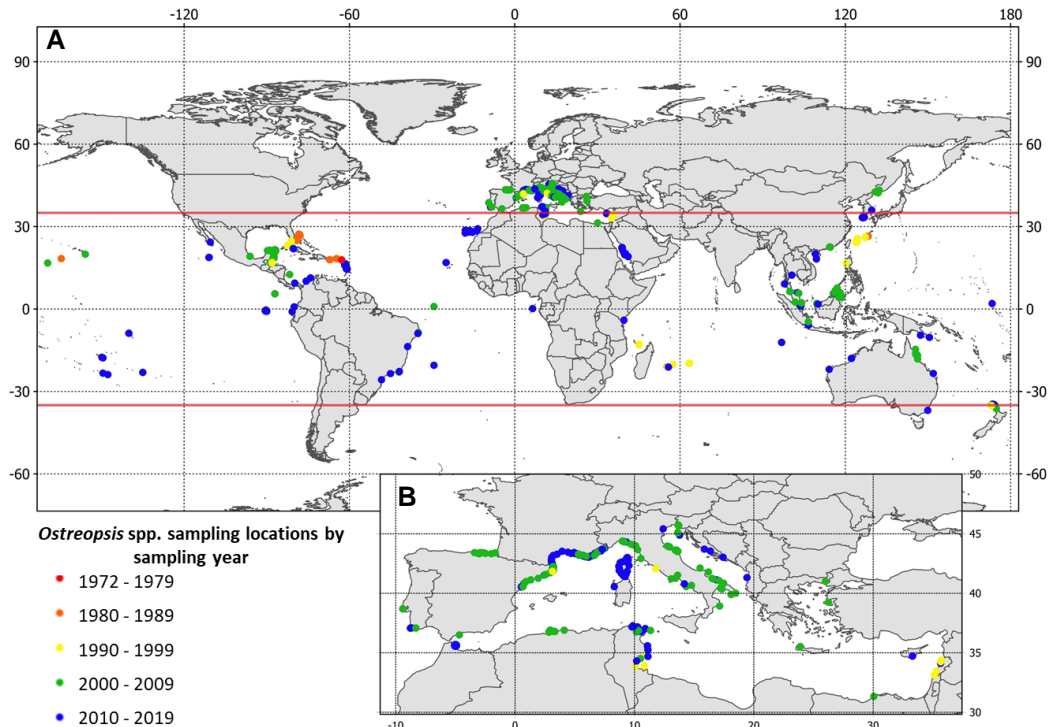 -120 -60 0 60 120 180
A
90 90
60 60
30 30
0 0
-30 -30
-60 -60
B
50
45
40
35
30
-10 0 10 20 30
Ostreopsis spp. sampling locations by
sampling year
1972 - 1979
1980 - 1989
1990 - 1999
2000 - 2009
2010 - 2019